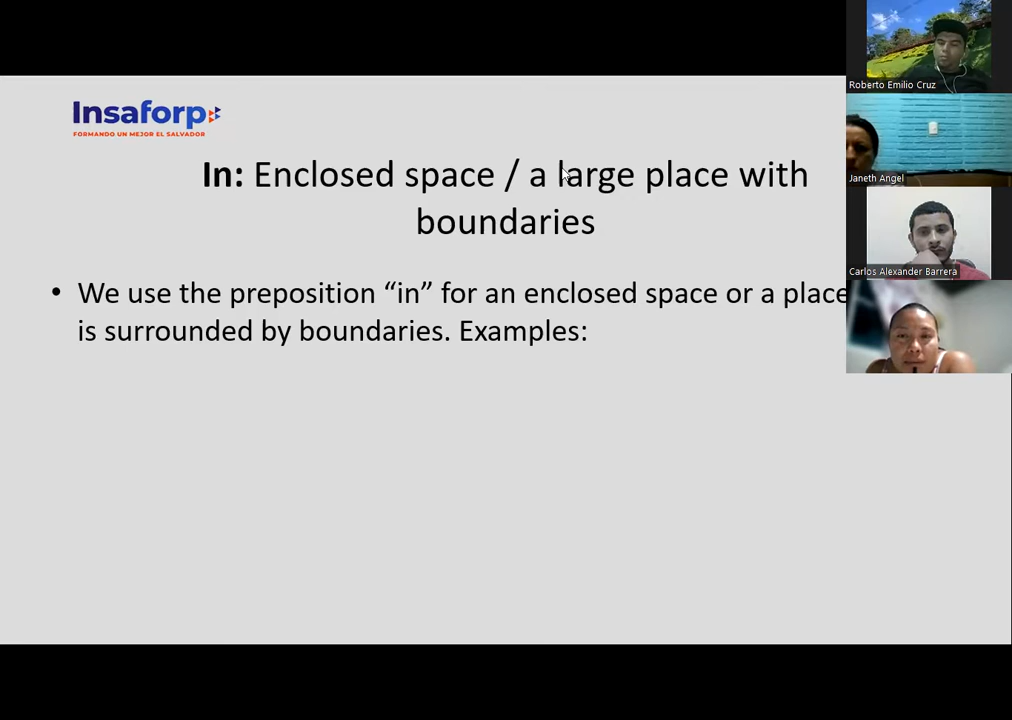 Insaforp
FORMANDO UN MEJOR EL SALVADOR
In: Enclosed space / a large place with
boundaries
• We use the preposition “in” for an enclosed space or a place
is surrounded by boundaries. Examples:
Roberto Emilio Cruz
Janeth Angel
Carlos Alexander Barrera